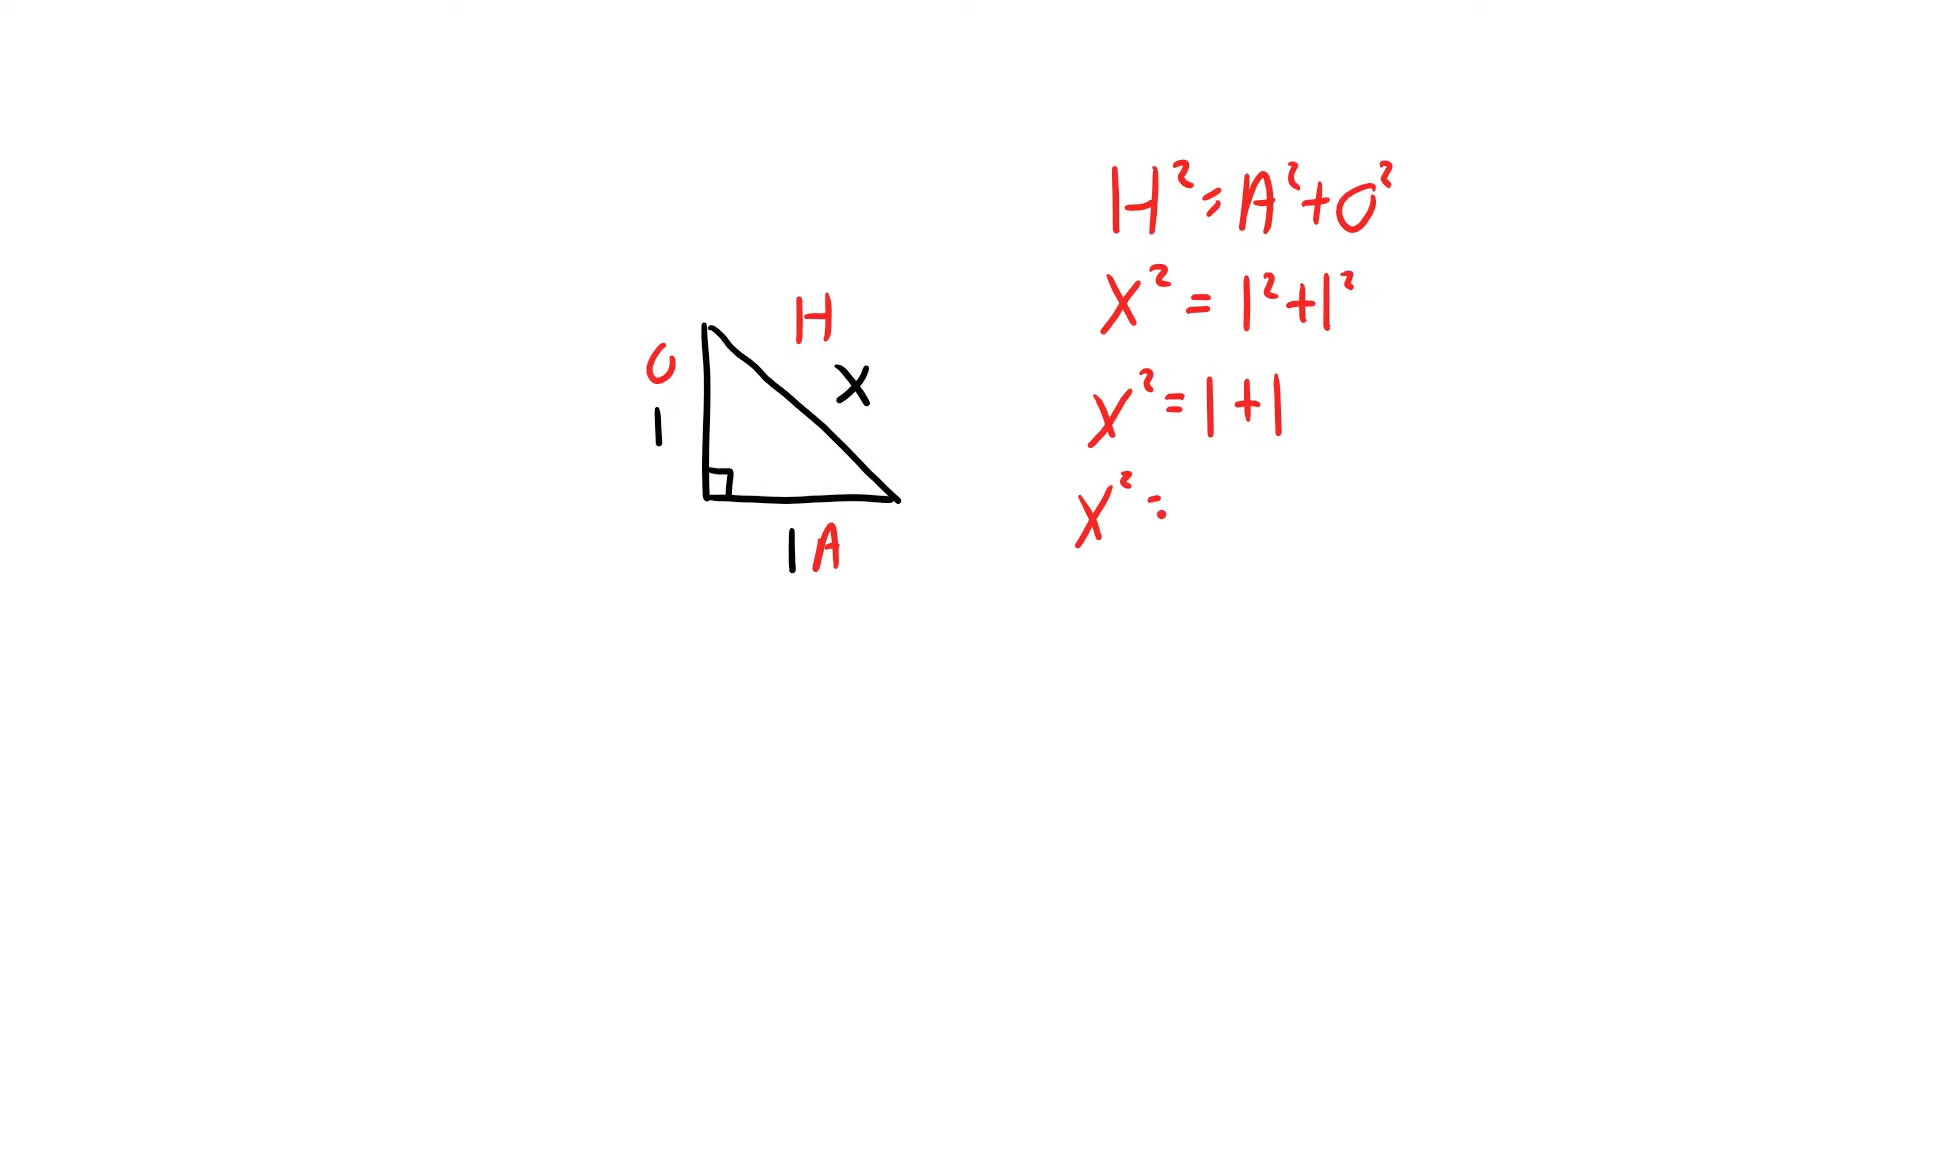 H² = A² + O²
X² = 1² + 1²
X² = 1 + 1
X² =
H
O
X
1
1 A